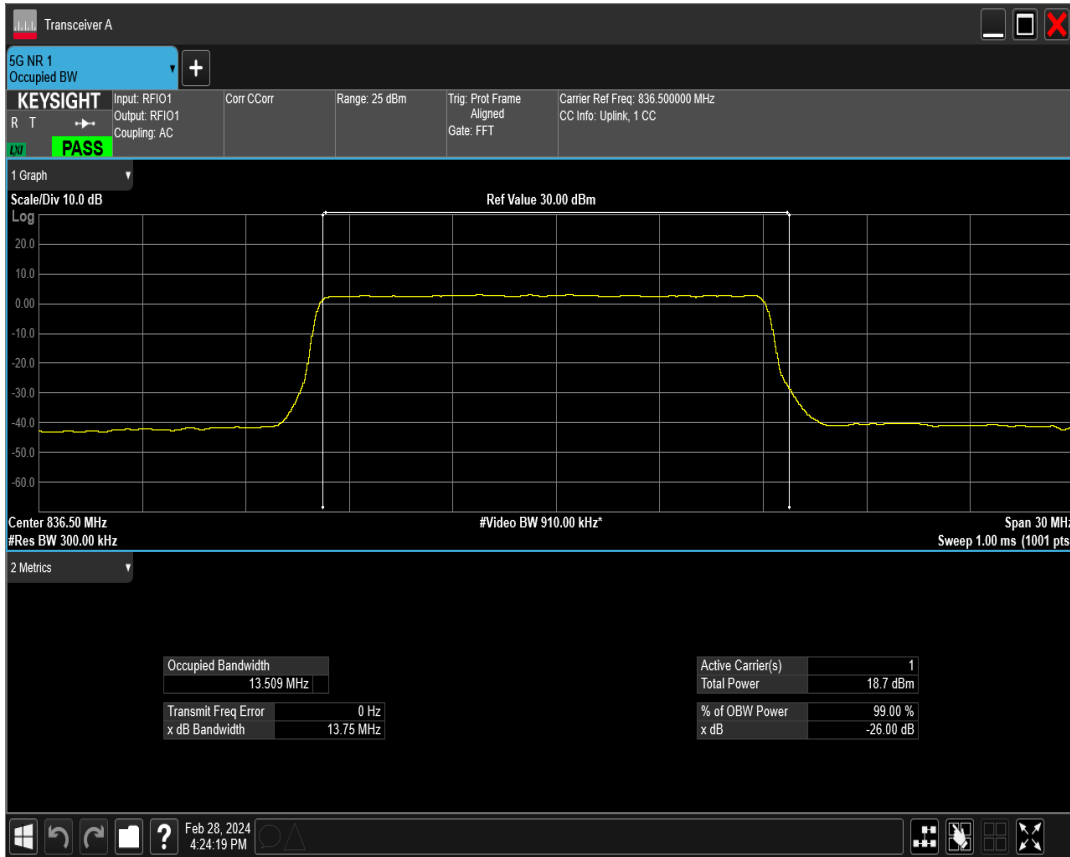 Transceiver A
5G NR 1
Occupied BW
KEYSIGHT
R T
LXI
PASS
Input: RFIO1
Output: RFIO1
Coupling: AC
Corr CCorr
Range: 25 dBm
Trig: Prot Frame
Aligned
Gate: FFT
Carrier Ref Freq: 836.500000 MHz
CC Info: Uplink, 1 CC
1 Graph
Scale/Div 10.0 dB
Ref Value 30.00 dBm
Log
20.0
10.0
0.00
-10.0
-20.0
-30.0
-40.0
-50.0
-60.0
Center 836.50 MHz
#Video BW 910.00 kHz*
Span 30 MHz
#Res BW 300.00 kHz
Sweep 1.00 ms (1001 pts
2 Metrics
Occupied Bandwidth
13.509 MHz
Transmit Freq Error 0 Hz
x dB Bandwidth 13.75 MHz
Active Carrier(s) 1
Total Power 18.7 dBm
% of OBW Power 99.00 %
x dB -26.00 dB
?
Feb 28, 2024
4:24:19 PM